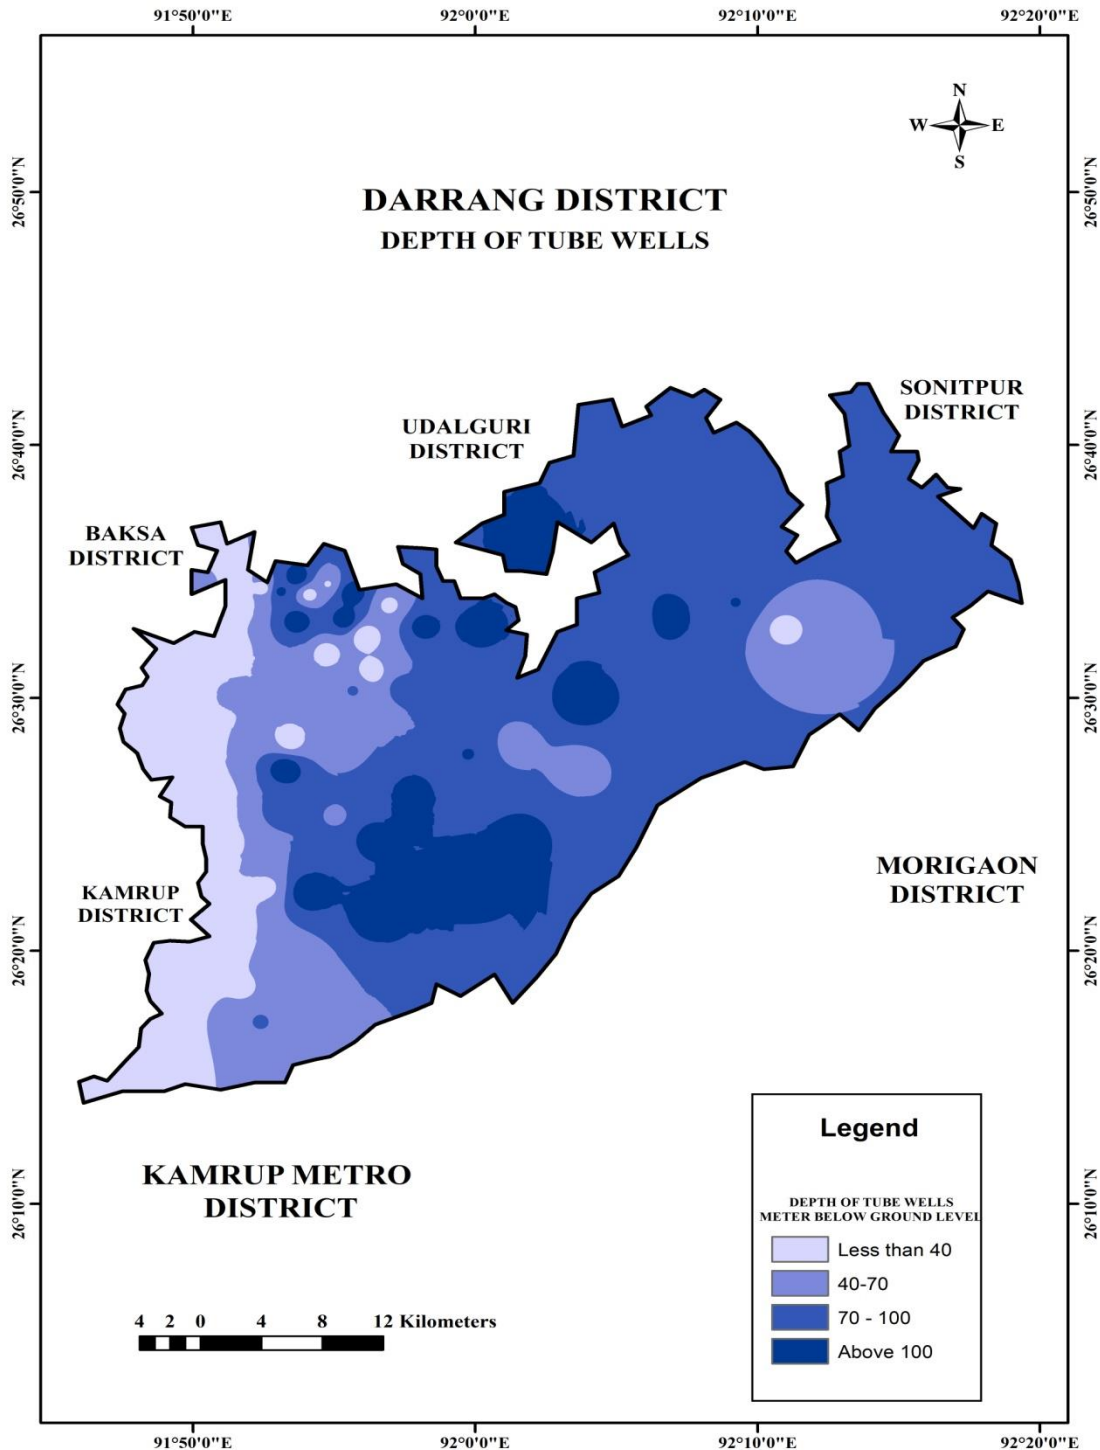 91°50'0"E 92°0'0"E 92°10'0"E 92°20'0"E
N
W E
S
26°50'0"N 26°50'0"N
DARRANG DISTRICT
DEPTH OF TUBE WELLS
SONITPUR
DISTRICT
UDALGURI
DISTRICT
26°40'0"N 26°40'0"N
BAKSA
DISTRICT
26°30'0"N 26°30'0"N
MORIGAON
DISTRICT
KAMRUP
DISTRICT
26°20'0"N 26°20'0"N
KAMRUP METRO
DISTRICT
26°10'0"N 26°10'0"N
Legend
DEPTH OF TUBE WELLS
METER BELOW GROUND LEVEL
Less than 40
40-70
70 - 100
Above 100
4 2 0 4 8 12 Kilometers
91°50'0"E 92°0'0"E 92°10'0"E 92°20'0"E